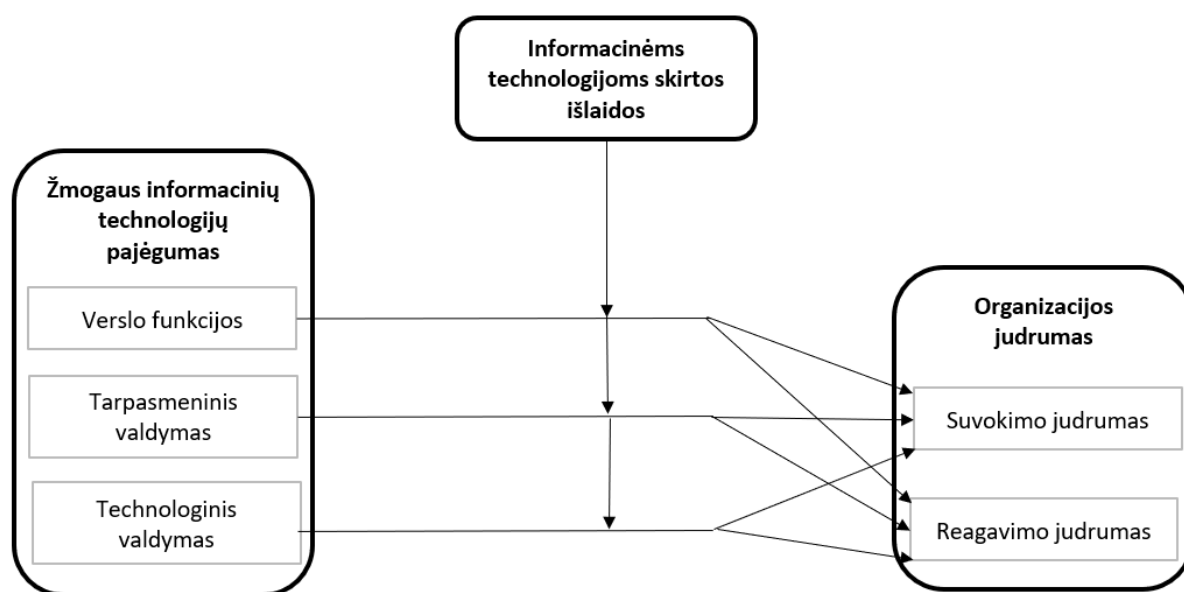 Informacinėms
technologijoms skirtos
išlaidos
Žmogaus informacinių
technologijų
pajėgumas
Verslo funkcijos
Tarpasmeninis
valdymas
Technologinis
valdymas
Organizacijos
judrumas
Suvokimo judrumas
Reagavimo judrumas